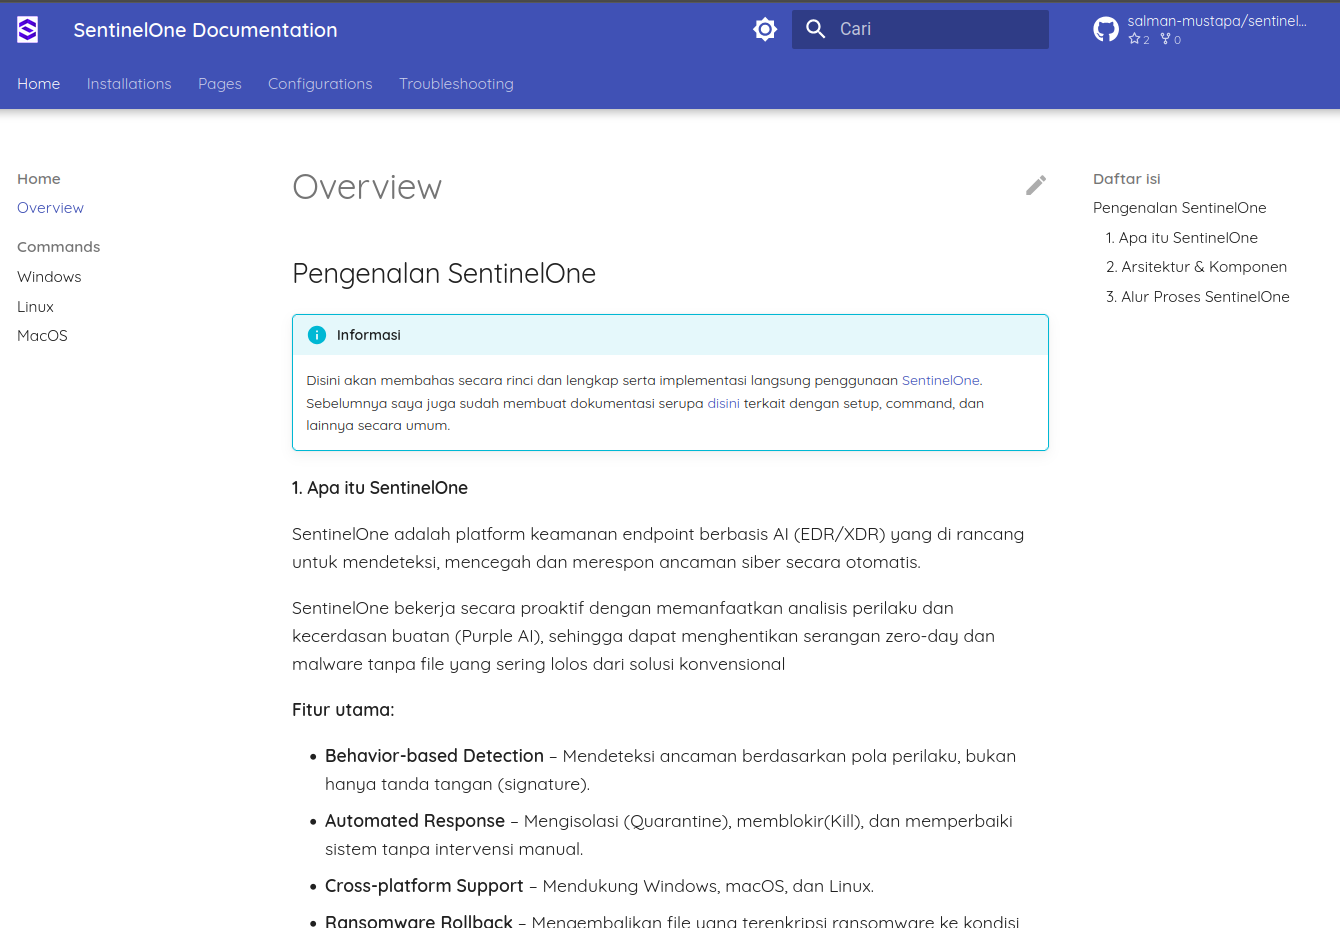 SentinelOne Documentation
Cari
salman-mustapa/sentinel...
2 0
Home Installations Pages Configurations Troubleshooting
Home
Overview
Commands
Windows
Linux
MacOS
Overview
Pengenalan SentinelOne
Informasi
Disini akan membahas secara rinci dan lengkap serta implementasi langsung penggunaan SentinelOne.
Sebelumnya saya juga sudah membuat dokumentasi serupa disini terkait dengan setup, command, dan
lainnya secara umum.
1. Apa itu SentinelOne
SentinelOne adalah platform keamanan endpoint berbasis AI (EDR/XDR) yang di rancang
untuk mendeteksi, mencegah dan merespon ancaman siber secara otomatis.
SentinelOne bekerja secara proaktif dengan memanfaatkan analisis perilaku dan
kecerdasan buatan (Purple AI), sehingga dapat menghentikan serangan zero-day dan
malware tanpa file yang sering lolos dari solusi konvensional
Fitur utama:
• Behavior-based Detection – Mendeteksi ancaman berdasarkan pola perilaku, bukan
hanya tanda tangan (signature).
• Automated Response – Mengisolasi (Quarantine), memblokir(Kill), dan memperbaiki
sistem tanpa intervensi manual.
• Cross-platform Support – Mendukung Windows, macOS, dan Linux.
• Ransomware Rollback – Mengembalikan file yang terenkripsi ransomware ke kondisi
Daftar isi
Pengenalan SentinelOne
1. Apa itu SentinelOne
2. Arsitektur & Komponen
3. Alur Proses SentinelOne